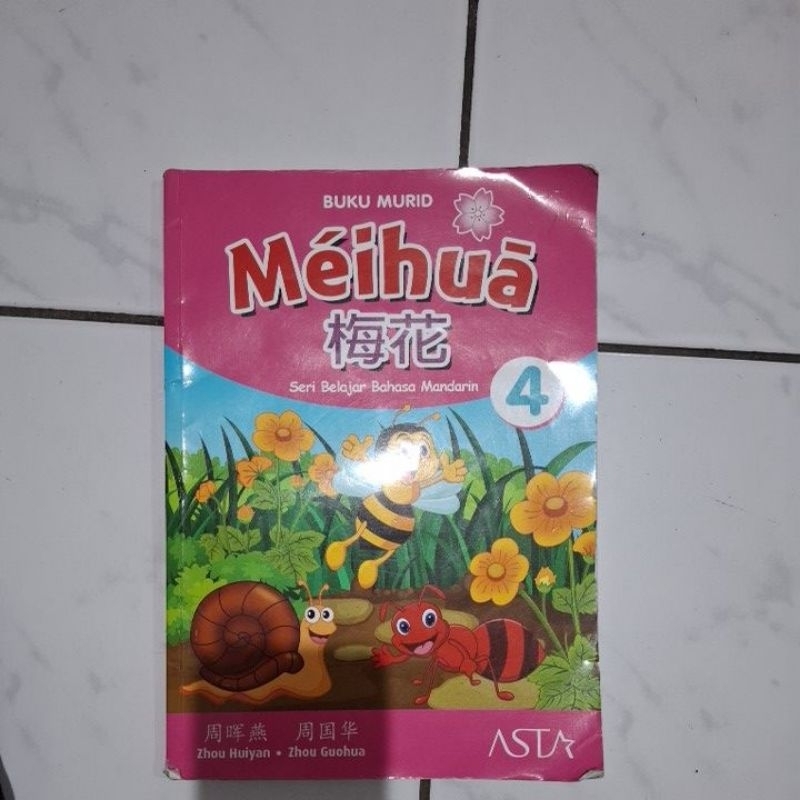 BUKU MURID
Méihuā
梅花
Seri Belajar Bahasa Mandarin
4
周晖燕 周国华
Zhou Huiyan • Zhou Guohua
ASTA